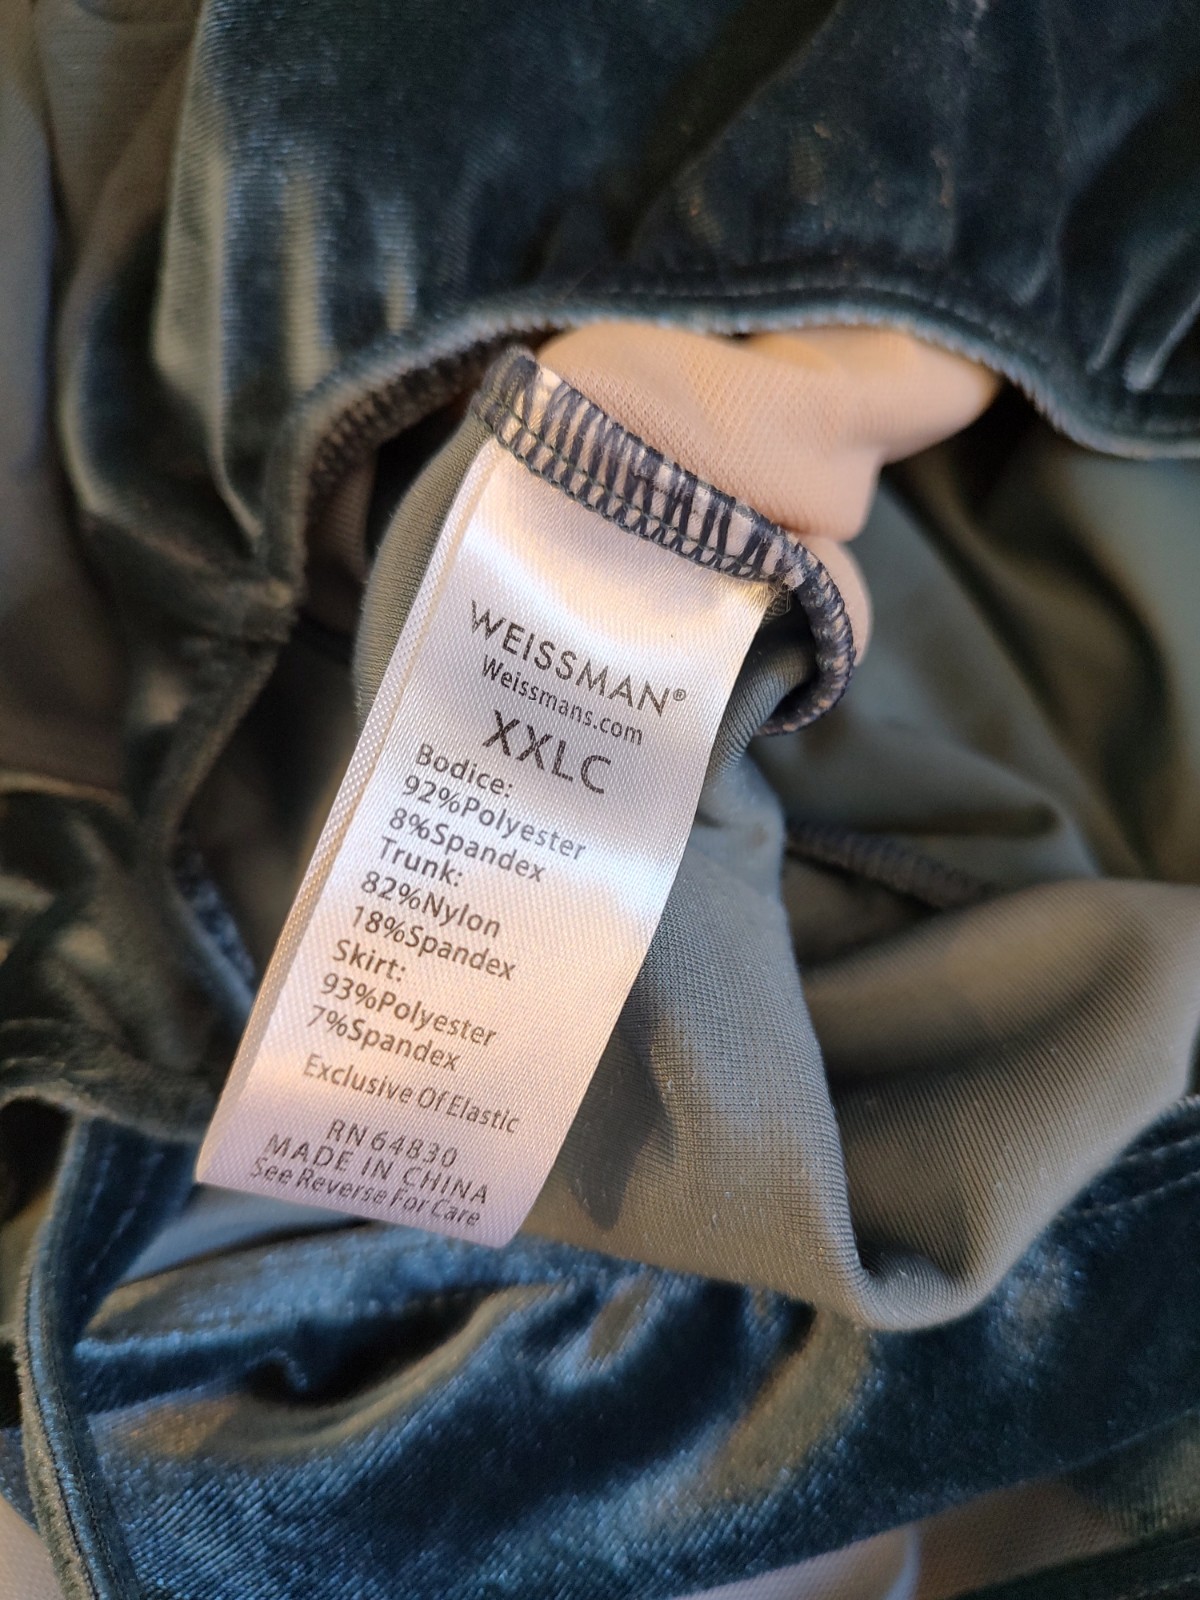 WEISSMAN®
Weissmans.com
XXLC
Bodice:
92%Polyester
8%Spandex
Trunk:
82%Nylon
18%Spandex
Skirt:
93%Polyester
7%Spandex
Exclusive Of Elastic
RN 64830
MADE IN CHINA
See Reverse For Care